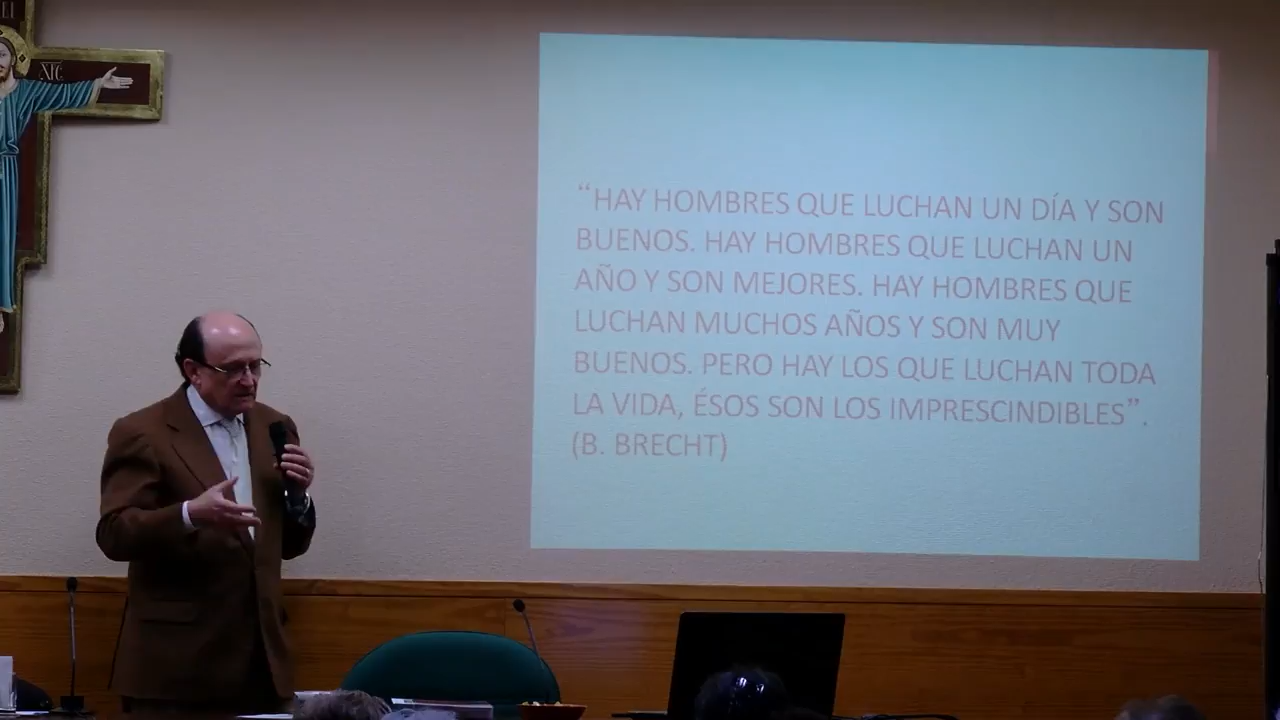 XΊC
“HAY HOMBRES QUE LUCHAN UN DÍA Y SON
BUENOS. HAY HOMBRES QUE LUCHAN UN
AÑO Y SON MEJORES. HAY HOMBRES QUE
LUCHAN MUCHOS AÑOS Y SON MUY
BUENOS. PERO HAY LOS QUE LUCHAN TODA
LA VIDA, ÉSOS SON LOS IMPRESCINDIBLES”.
(B. BRECHT)